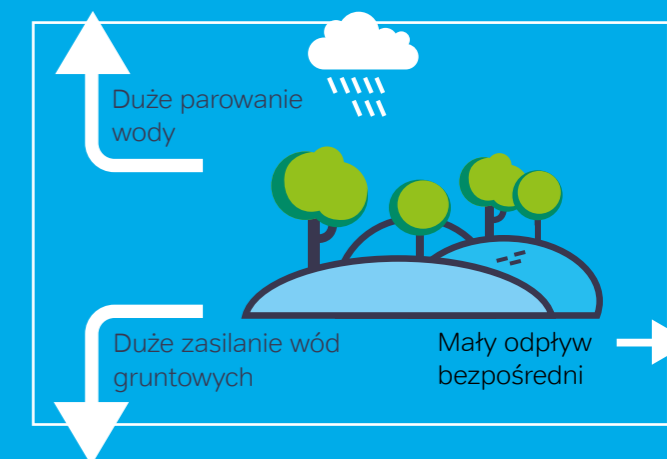 Duże parowanie
wody
Duże zasilanie wód
gruntowych
Mały odpływ
bezpośredni